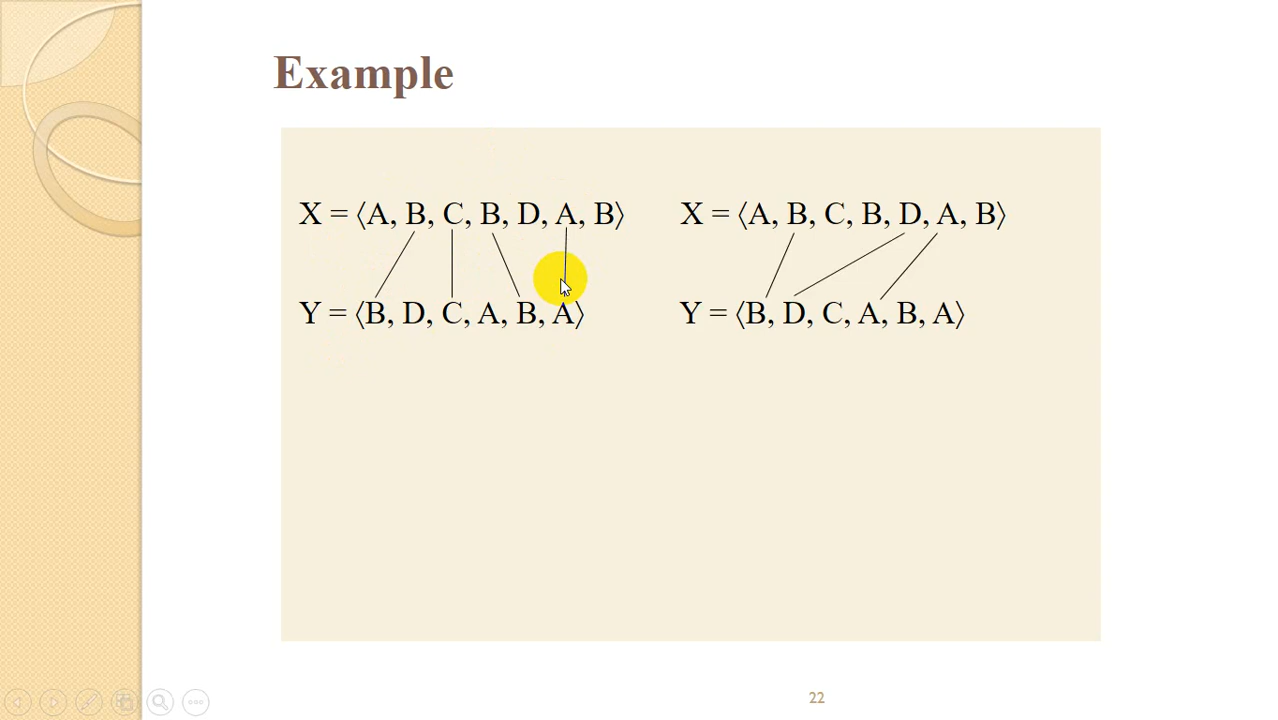 Example
X = ⟨A, B, C, B, D, A, B⟩ X = ⟨A, B, C, B, D, A, B⟩
Y = ⟨B, D, C, A, B, A⟩ Y = ⟨B, D, C, A, B, A⟩
22